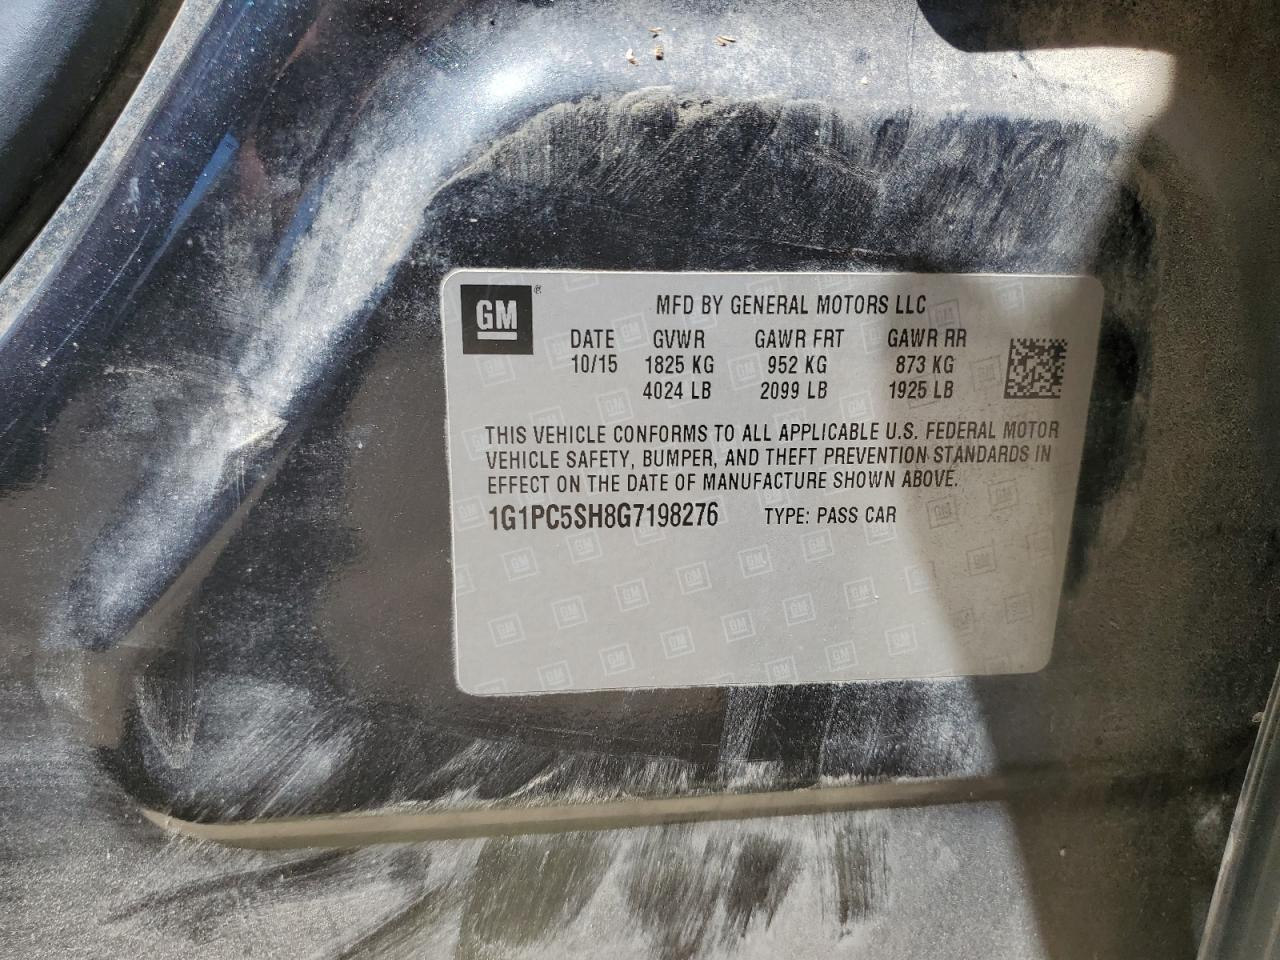 GM ® MFD BY GENERAL MOTORS LLC
DATE GVWR GAWR FRT GAWR RR
10/15 1825 KG 952 KG 873 KG
4024 LB 2099 LB 1925 LB
THIS VEHICLE CONFORMS TO ALL APPLICABLE U.S. FEDERAL MOTOR
VEHICLE SAFETY, BUMPER, AND THEFT PREVENTION STANDARDS IN
EFFECT ON THE DATE OF MANUFACTURE SHOWN ABOVE.
1G1PC5SH8G7198276 TYPE: PASS CAR